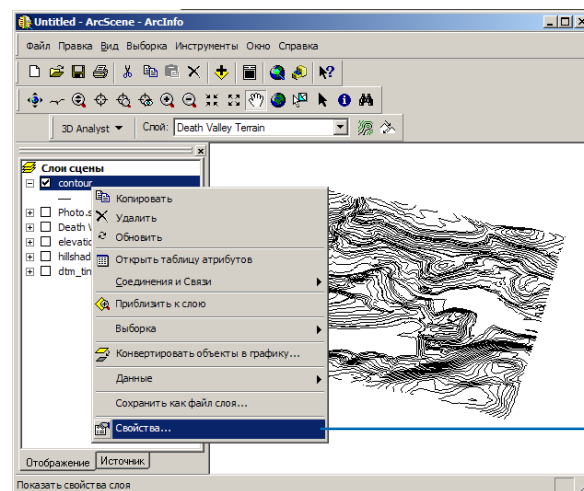 Untitled - ArcScene - ArcInfo
Файл Правка Вид Выборка Инструменты Окно Справка
3D Analyst Слой: Death Valley Terrain
Слои сцены
contour
Photo.s
Death V
elevatio
hillshad
dtm_tin
Копировать
Удалить
Обновить
Открыть таблицу атрибутов
Соединения и Связи
Приблизить к слою
Выборка
Конвертировать объекты в графику...
Данные
Сохранить как файл слоя...
Свойства...
Отображение Источник
Показать свойства слоя